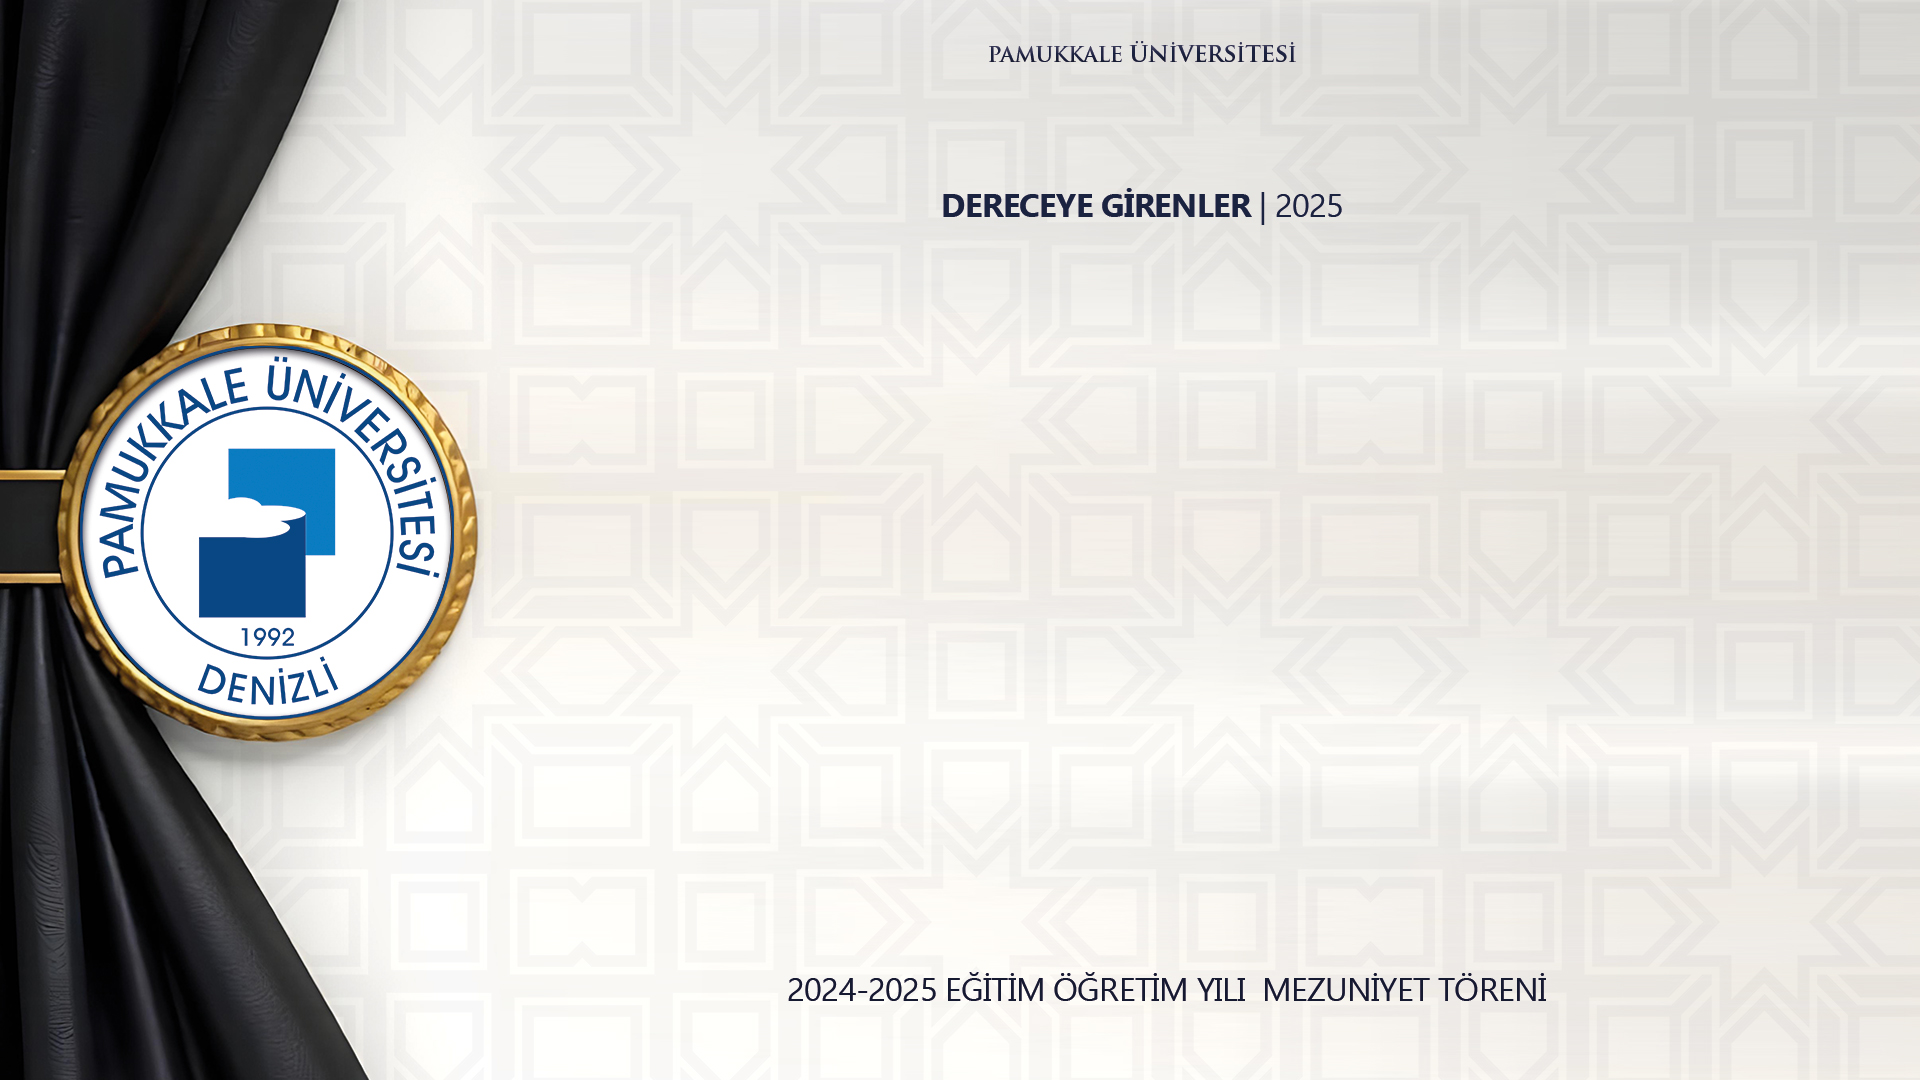 PAMUKKALE ÜNİVERSİTESİ
DERECEYE GİRENLER | 2025
PAMUKKALE ÜNİVERSİTESİ
1992
DENİZLİ
2024-2025 EĞİTİM ÖĞRETİM YILI  MEZUNİYET TÖRENİ